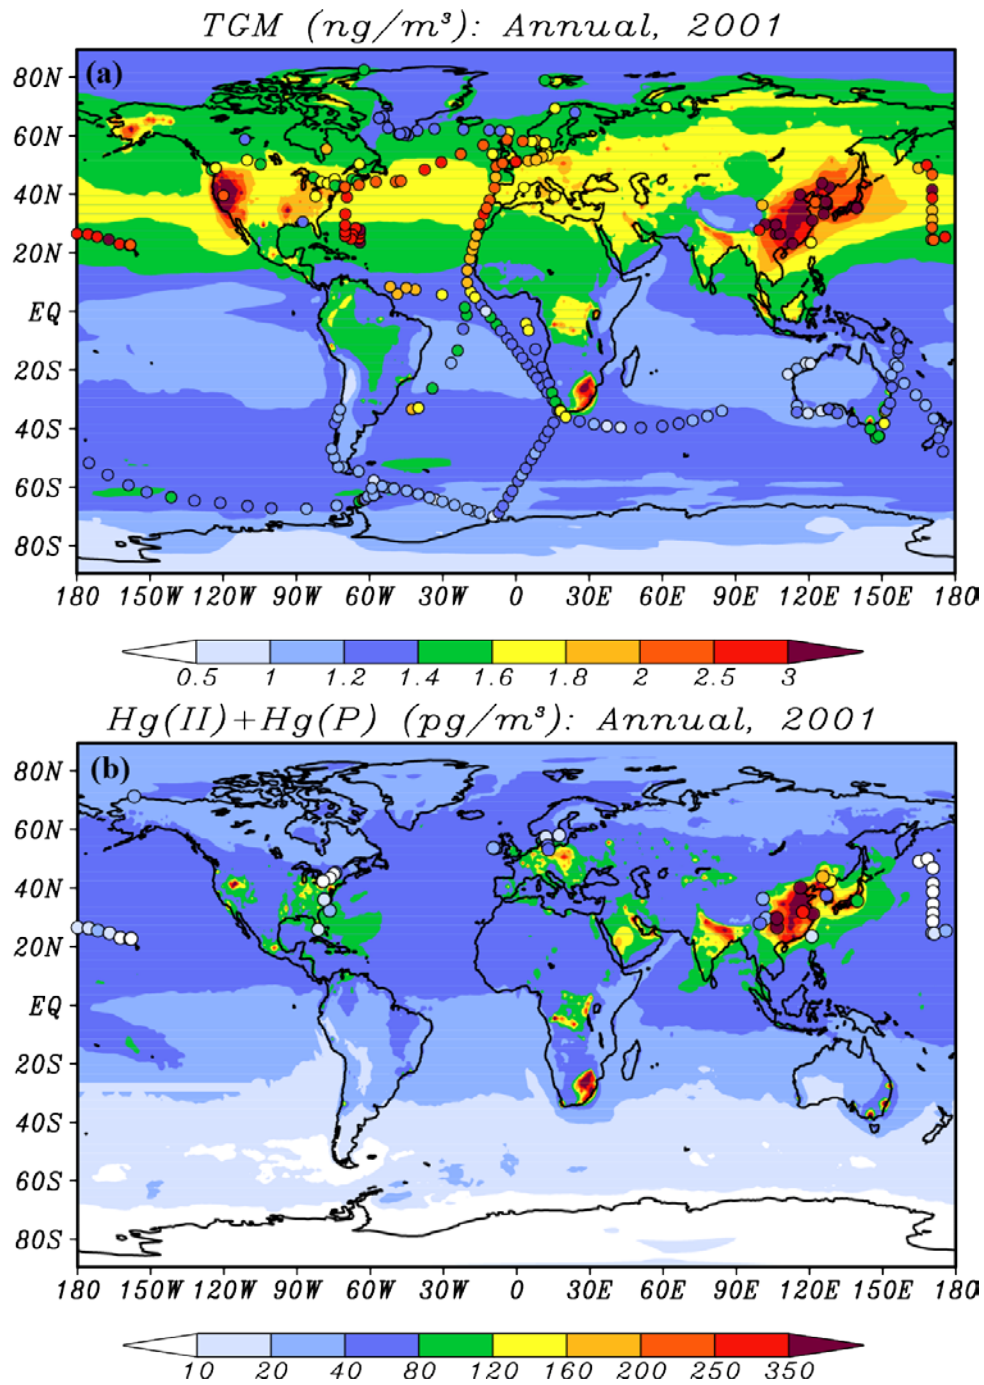 TGM (ng/m³): Annual, 2001
(a)
80N
60N
40N
20N
EQ
20S
40S
60S
80S
180 150W 120W 90W 60W 30W 0 30E 60E 90E 120E 150E 180
0.5 1 1.2 1.4 1.6 1.8 2 2.5 3
Hg(II)+Hg(P) (pg/m³): Annual, 2001
(b)
80N
60N
40N
20N
EQ
20S
40S
60S
80S
180 150W 120W 90W 60W 30W 0 30E 60E 90E 120E 150E 180
10 20 40 80 120 160 200 250 350